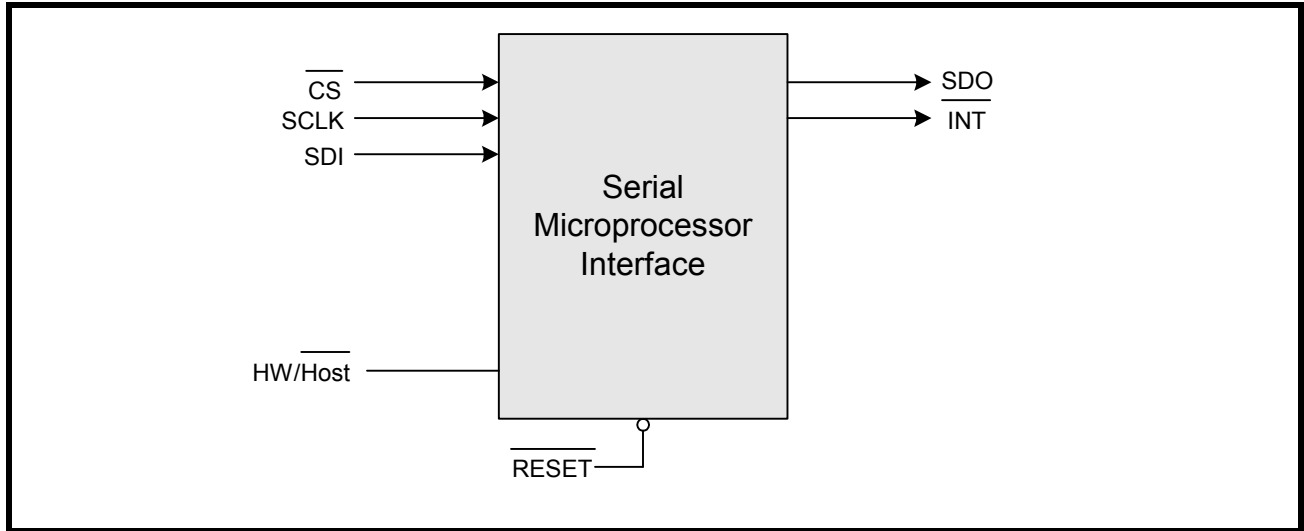 CS
SCLK
SDI
SDO
INT
Serial
Microprocessor
Interface
HW/Host
RESET